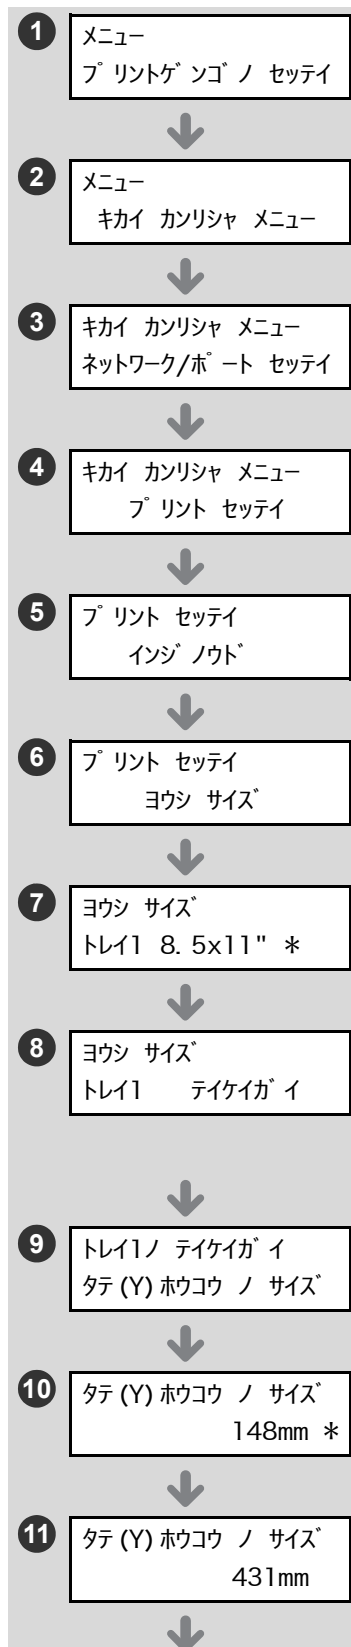 1
メニュー
プリントゲンゴノ セッテイ
2
メニュー
キカイ カンリシャ メニュー
3
キカイ カンリシャ メニュー
ネットワーク/ポート セッテイ
4
キカイ カンリシャ メニュー
プリント セッテイ
5
プリント セッテイ
インジノウド
6
プリント セッテイ
ヨウシ サイズ
7
ヨウシ サイズ
トレイ1 8.5x11" *
8
ヨウシ サイズ
トレイ1 テイケイガイ
9
トレイ1ノ テイケイガイ
タテ(Y)ホウコウ ノ サイズ
10
タテ(Y)ホウコウ ノ サイズ
148mm *
11
タテ(Y)ホウコウ ノ サイズ
431mm